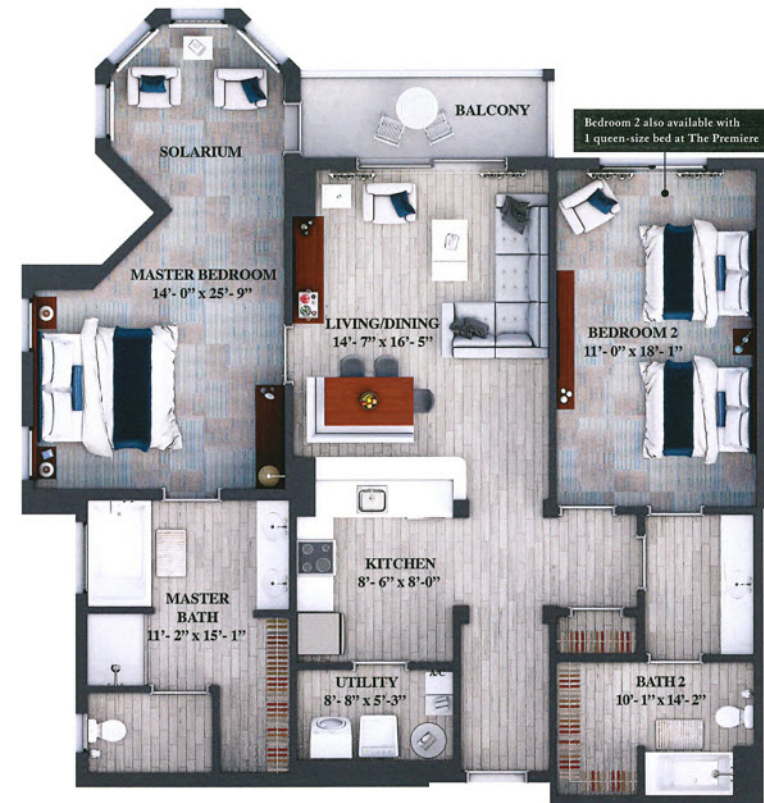 BALCONY
Bedroom 2 also available with
1 queen-size bed at The Premiere
SOLARIUM
MASTER BEDROOM
14'- 0" x 25'- 9"
LIVING/DINING
14'- 7" x 16'- 5"
BEDROOM 2
11'- 0" x 18'- 1"
KITCHEN
8'- 6" x 8'-0"
MASTER
BATH
11'- 2" x 15'- 1"
UTILITY
8'- 8" x 5'-3"
A/C
BATH 2
10'- 1" x 14'- 2"